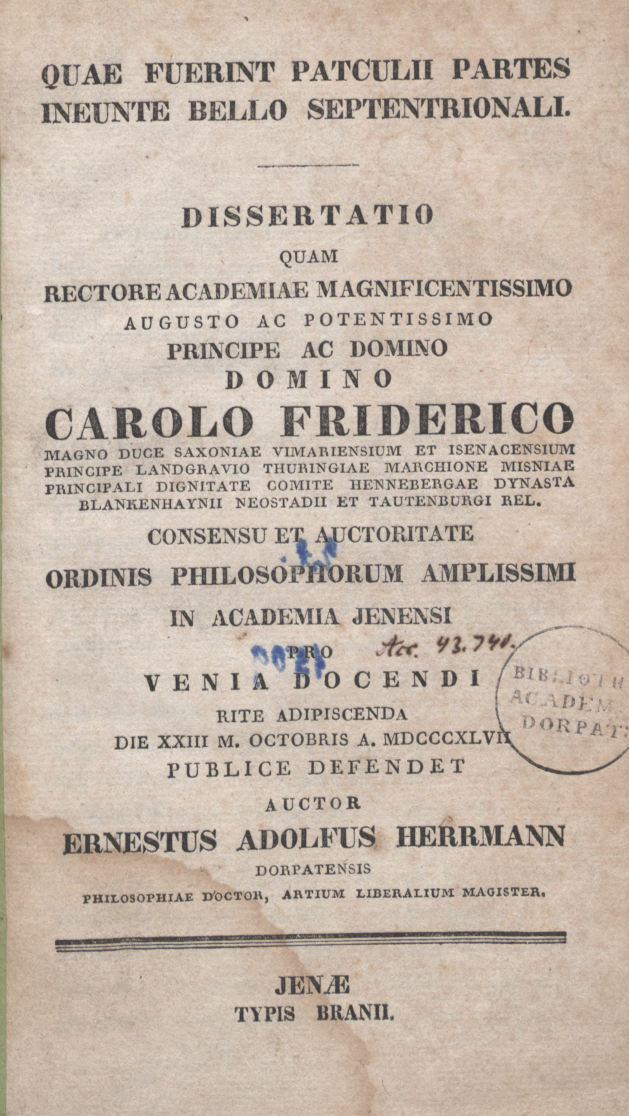 QUAE FUERINT PATCULII PARTES
INEUNTE BELLO SEPTENTRIONALI.
DISSERTATIO
QUAM
RECTORE ACADEMIAE MAGNIFICENTISSIMO
AUGUSTO AC POTENTISSIMO
PRINCIPE AC DOMINO
DOMINO
CAROLO FRIDERICO
MAGNO DUCE SAXONIAE VIMARIENSIUM ET ISENACENSIUM
PRINCIPE LANDGRAVIO THURINGIAE MARCHIONE MISNIAE
PRINCIPALI DIGNITATE COMITE HENNEBERGAE DYNASTA
BLANKENHAYNII NEOSTADII ET TAUTENBURGI REL.
CONSENSU ET AUCTORITATE
ORDINIS PHILOSOPHORUM AMPLISSIMI
IN ACADEMIA JENENSI
PRO
Acc. 43.740.
VENIA DOCENDI
BIBLIOTH
ACADEM.
DORPAT
RITE ADIPISCENDA
DIE XXIII M. OCTOBRIS A. MDCCCXLVII
PUBLICE DEFENDET
AUCTOR
ERNESTUS ADOLFUS HERRMANN
DORPATENSIS
PHILOSOPHIAE DOCTOR, ARTIUM LIBERALIUM MAGISTER.
JENÆ
TYPIS BRANII.